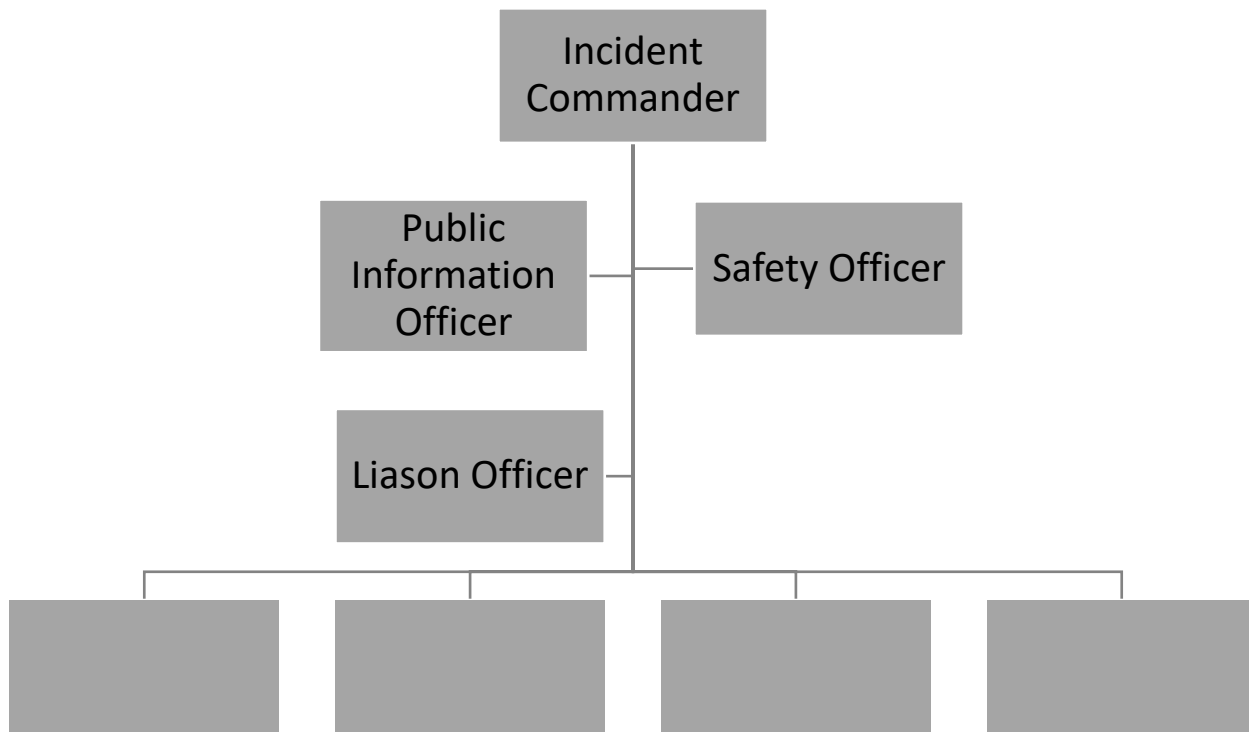 Incident
Commander
Public
Information
Officer
Safety Officer
Liason Officer